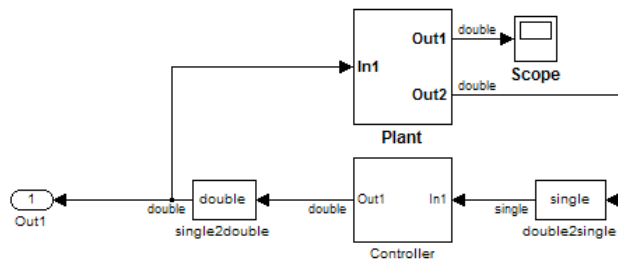 Out1
double
In1
Scope
Out2
double
Plant
1
double
double
double
Out1
In1
single
single
Out1
single2double
double2single
Controller